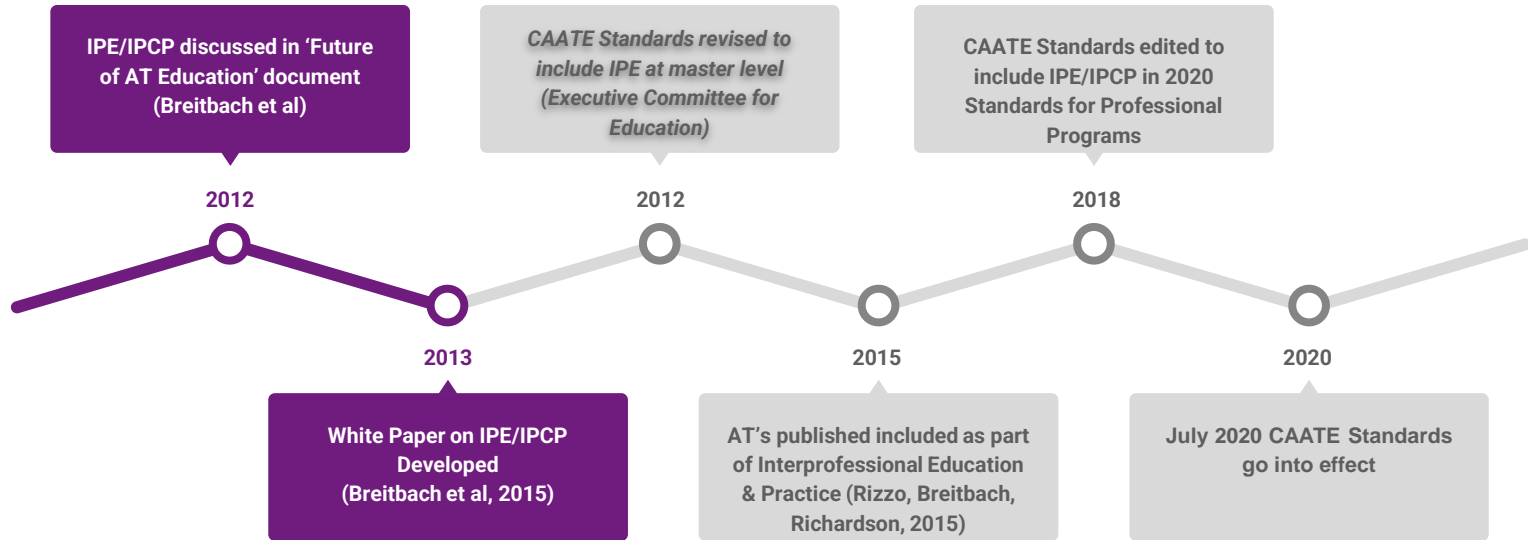 IPE/IPCP discussed in ‘Future
of AT Education’ document
(Breitbach et al)
2012
White Paper on IPE/IPCP
Developed
(Breitbach et al, 2015)
2013
CAATE Standards revised to
include IPE at master level
(Executive Committee for
Education)
2012
AT’s published included as part
of Interprofessional Education
& Practice (Rizzo, Breitbach,
Richardson, 2015)
2015
CAATE Standards edited to
include IPE/IPCP in 2020
Standards for Professional
Programs
2018
July 2020 CAATE Standards
go into effect
2020